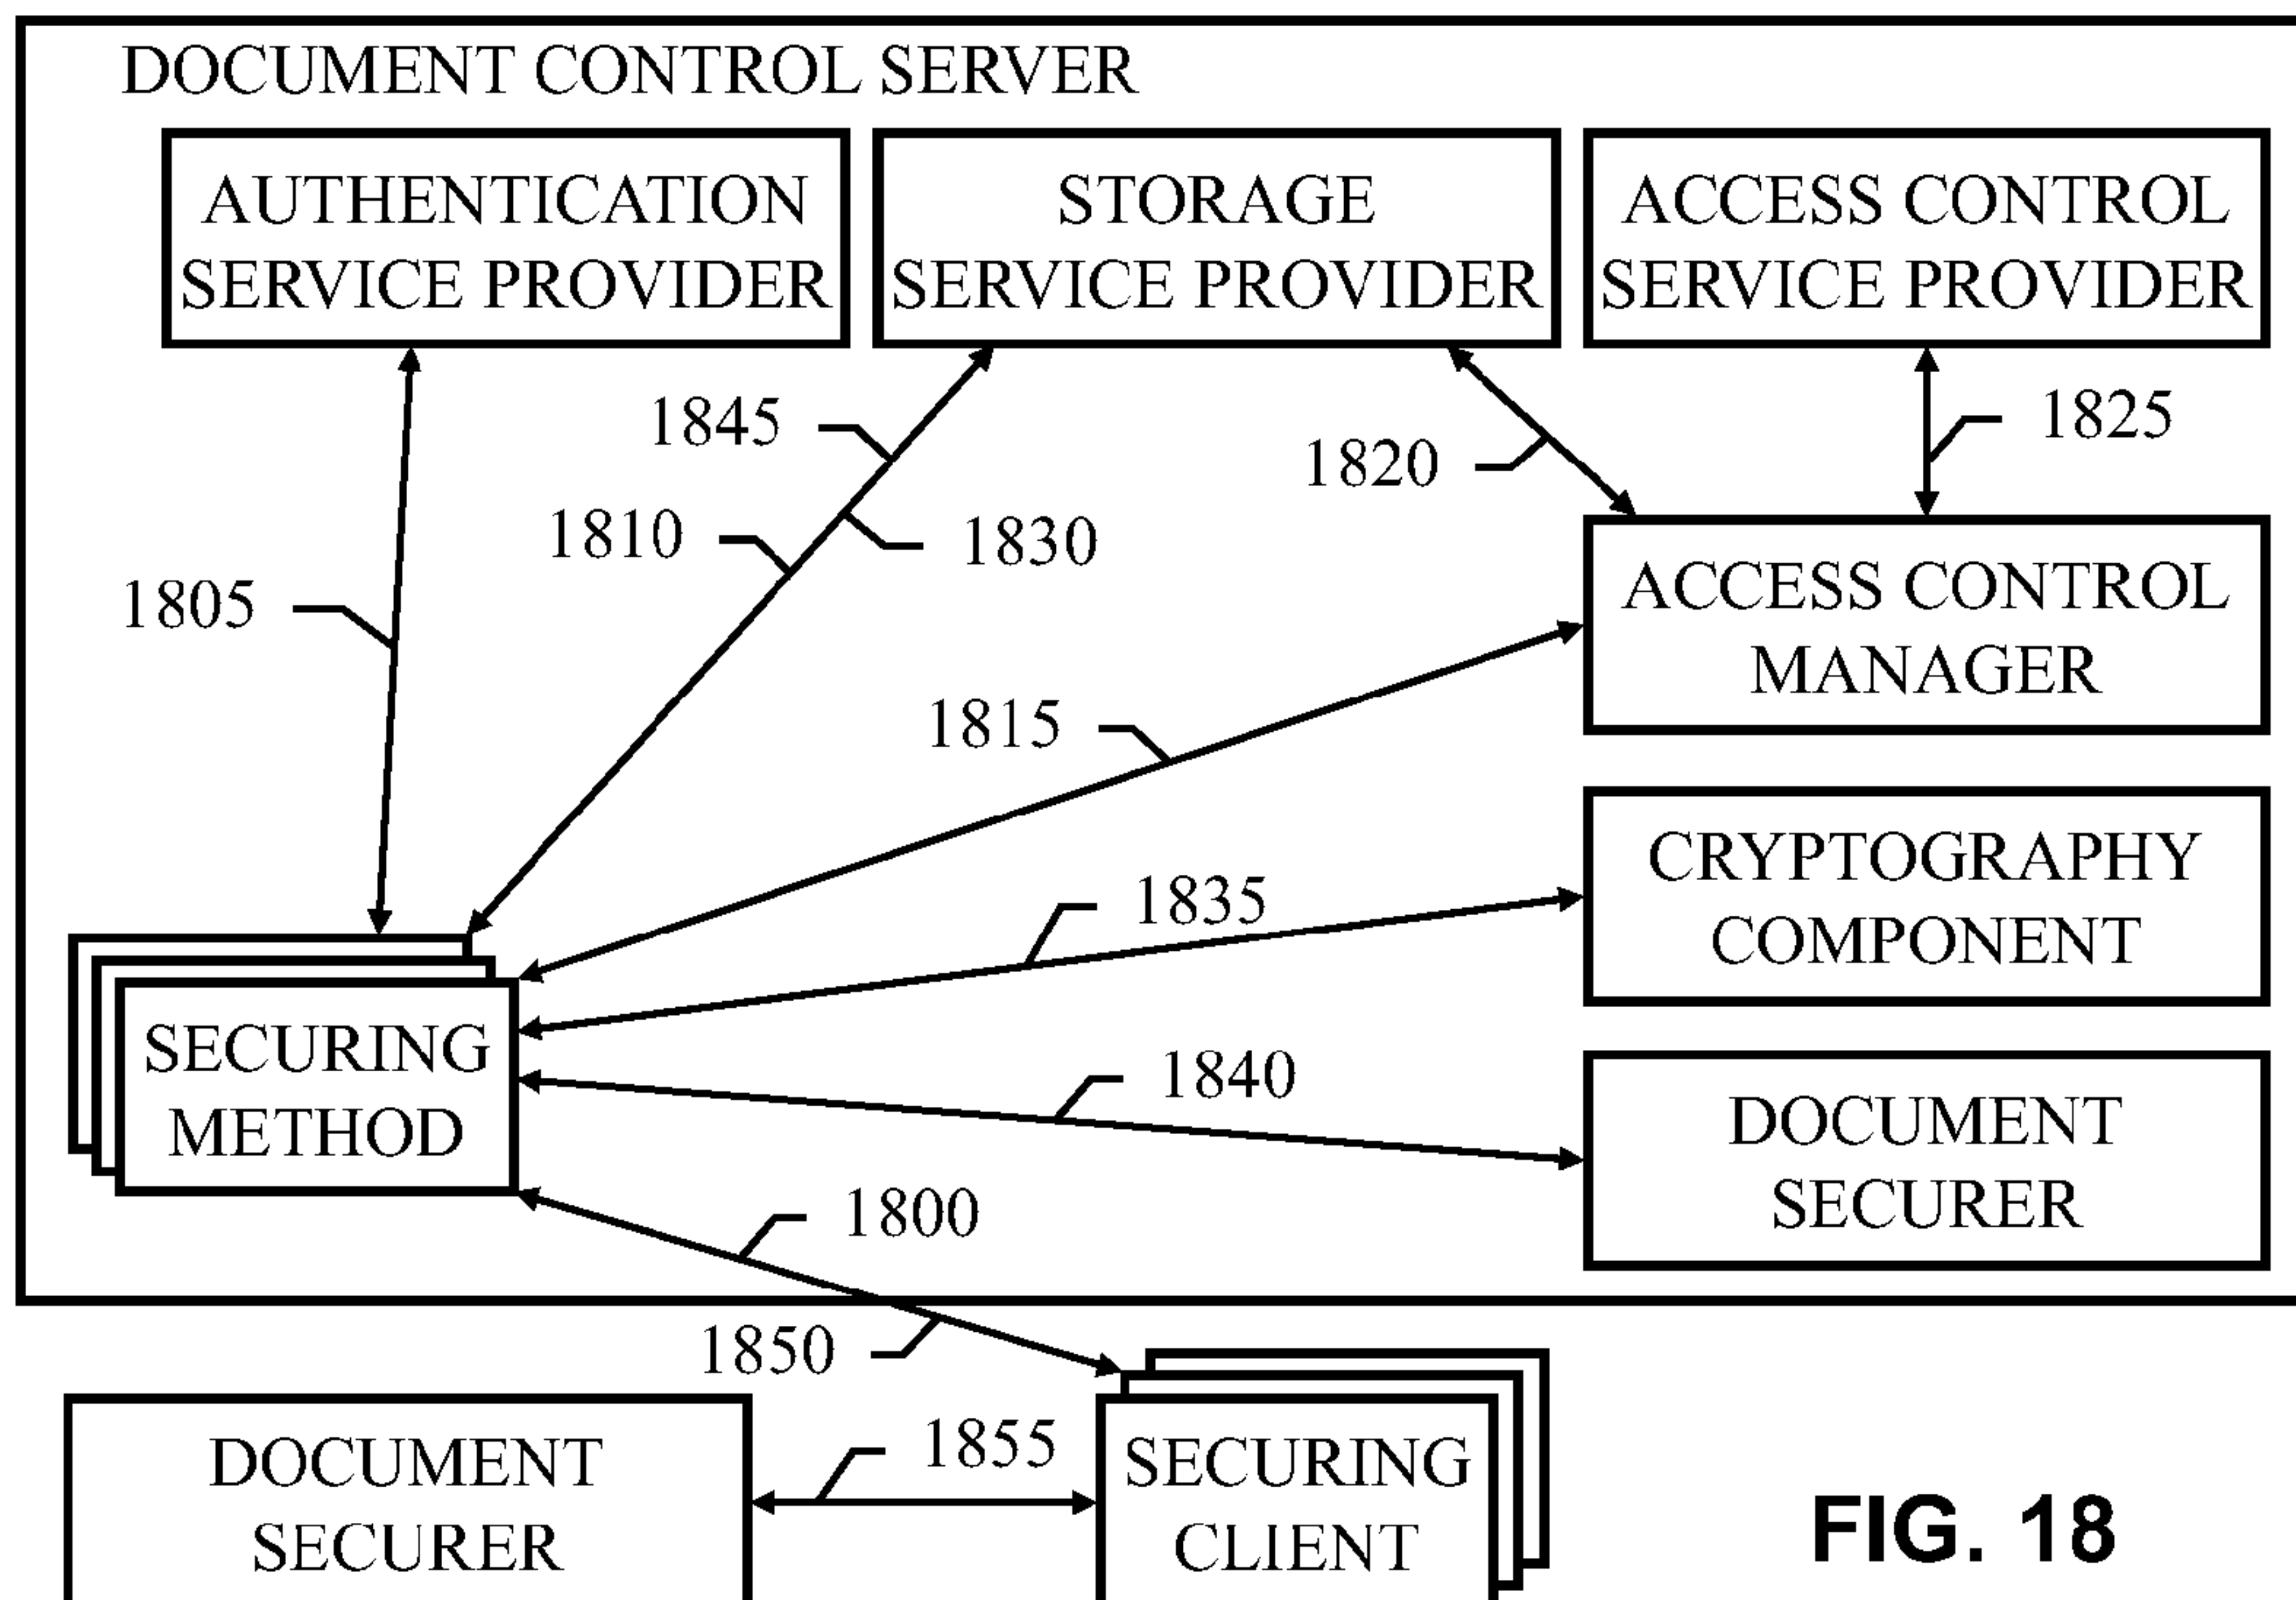 DOCUMENT CONTROL SERVER
AUTHENTICATION
SERVICE PROVIDER
STORAGE
SERVICE PROVIDER
ACCESS CONTROL
SERVICE PROVIDER
1845
1820
1825
1810
1830
1805
ACCESS CONTROL
MANAGER
1815
1835
CRYPTOGRAPHY
COMPONENT
SECURING
METHOD
1840
DOCUMENT
SECURER
1800
1850
DOCUMENT
SECURER
1855
SECURING
CLIENT
FIG. 18